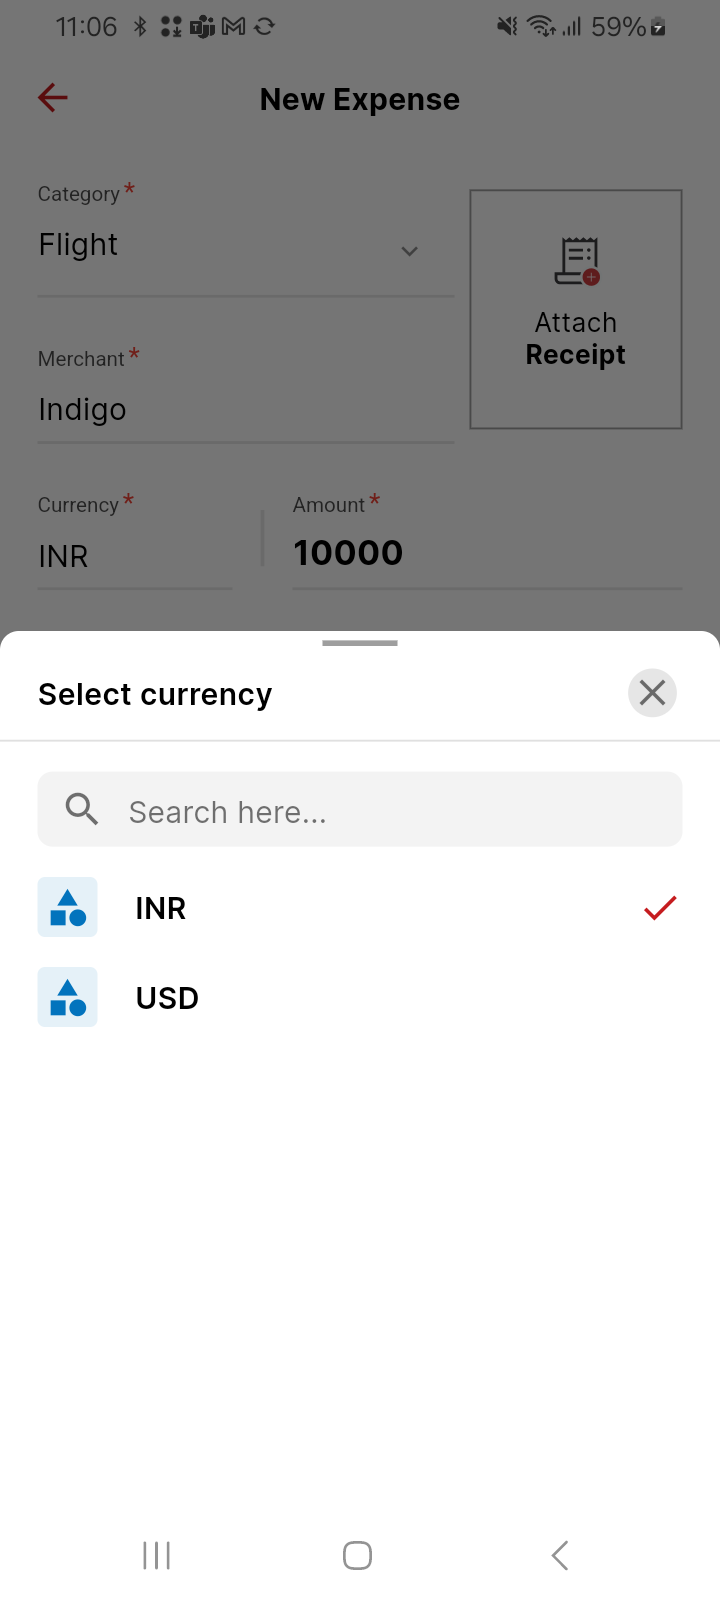 11:06 59%
New Expense
Category *
Flight
Attach
Receipt
Merchant *
Indigo
Currency *
INR
Amount *
10000
Select currency
Search here...
INR
USD